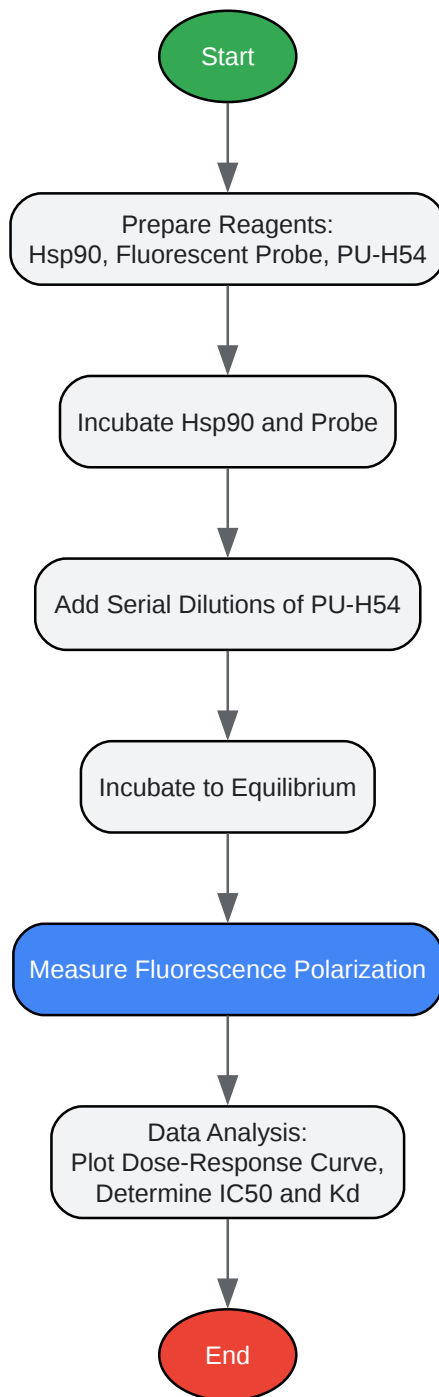 Start
Prepare Reagents:
Hsp90, Fluorescent Probe, PU-H54
Incubate Hsp90 and Probe
Add Serial Dilutions of PU-H54
Incubate to Equilibrium
Measure Fluorescence Polarization
Data Analysis:
Plot Dose-Response Curve,
Determine IC50 and Kd
End